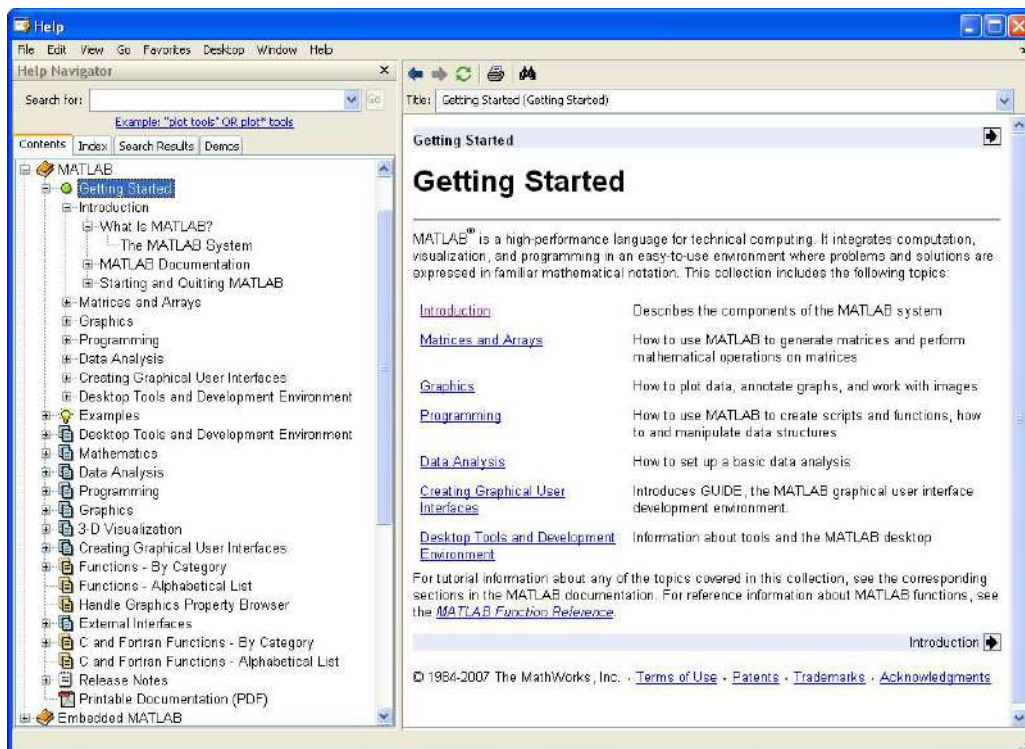 Help
File Edit View Go Favorites Desktop Window Help
Help Navigator
Search for:
Go
Example: "plot tools" OR plot* tools
Contents Index Search Results Demos
MATLAB
Getting Started
Introduction
What Is MATLAB?
The MATLAB System
MATLAB Documentation
Starting and Quitting MATLAB
Matrices and Arrays
Graphics
Programming
Data Analysis
Creating Graphical User Interfaces
Desktop Tools and Development Environment
Examples
Desktop Tools and Development Environment
Mathematics
Data Analysis
Programming
Graphics
3-D Visualization
Creating Graphical User Interfaces
Functions - By Category
Functions - Alphabetical List
Handle Graphics Property Browser
External Interfaces
C and Fortran Functions - By Category
C and Fortran Functions - Alphabetical List
Release Notes
Printable Documentation (PDF)
Embedded MATLAB
Title: Getting Started (Getting Started)
Getting Started
Getting Started
MATLAB® is a high-performance language for technical computing. It integrates computation,
visualization, and programming in an easy-to-use environment where problems and solutions are
expressed in familiar mathematical notation. This collection includes the following topics:
Introduction Describes the components of the MATLAB system
Matrices and Arrays How to use MATLAB to generate matrices and perform
mathematical operations on matrices
Graphics How to plot data, annotate graphs, and work with images
Programming How to use MATLAB to create scripts and functions, how
to and manipulate data structures
Data Analysis How to set up a basic data analysis
Creating Graphical User Introduces GUIDE, the MATLAB graphical user interface
Interfaces development environment.
Desktop Tools and Development Information about tools and the MATLAB desktop
Environment
For tutorial information about any of the topics covered in this collection, see the corresponding
sections in the MATLAB documentation. For reference information about MATLAB functions, see
the MATLAB Function Reference.
Introduction
© 1984-2007 The MathWorks, Inc. · Terms of Use · Patents · Trademarks · Acknowledgments